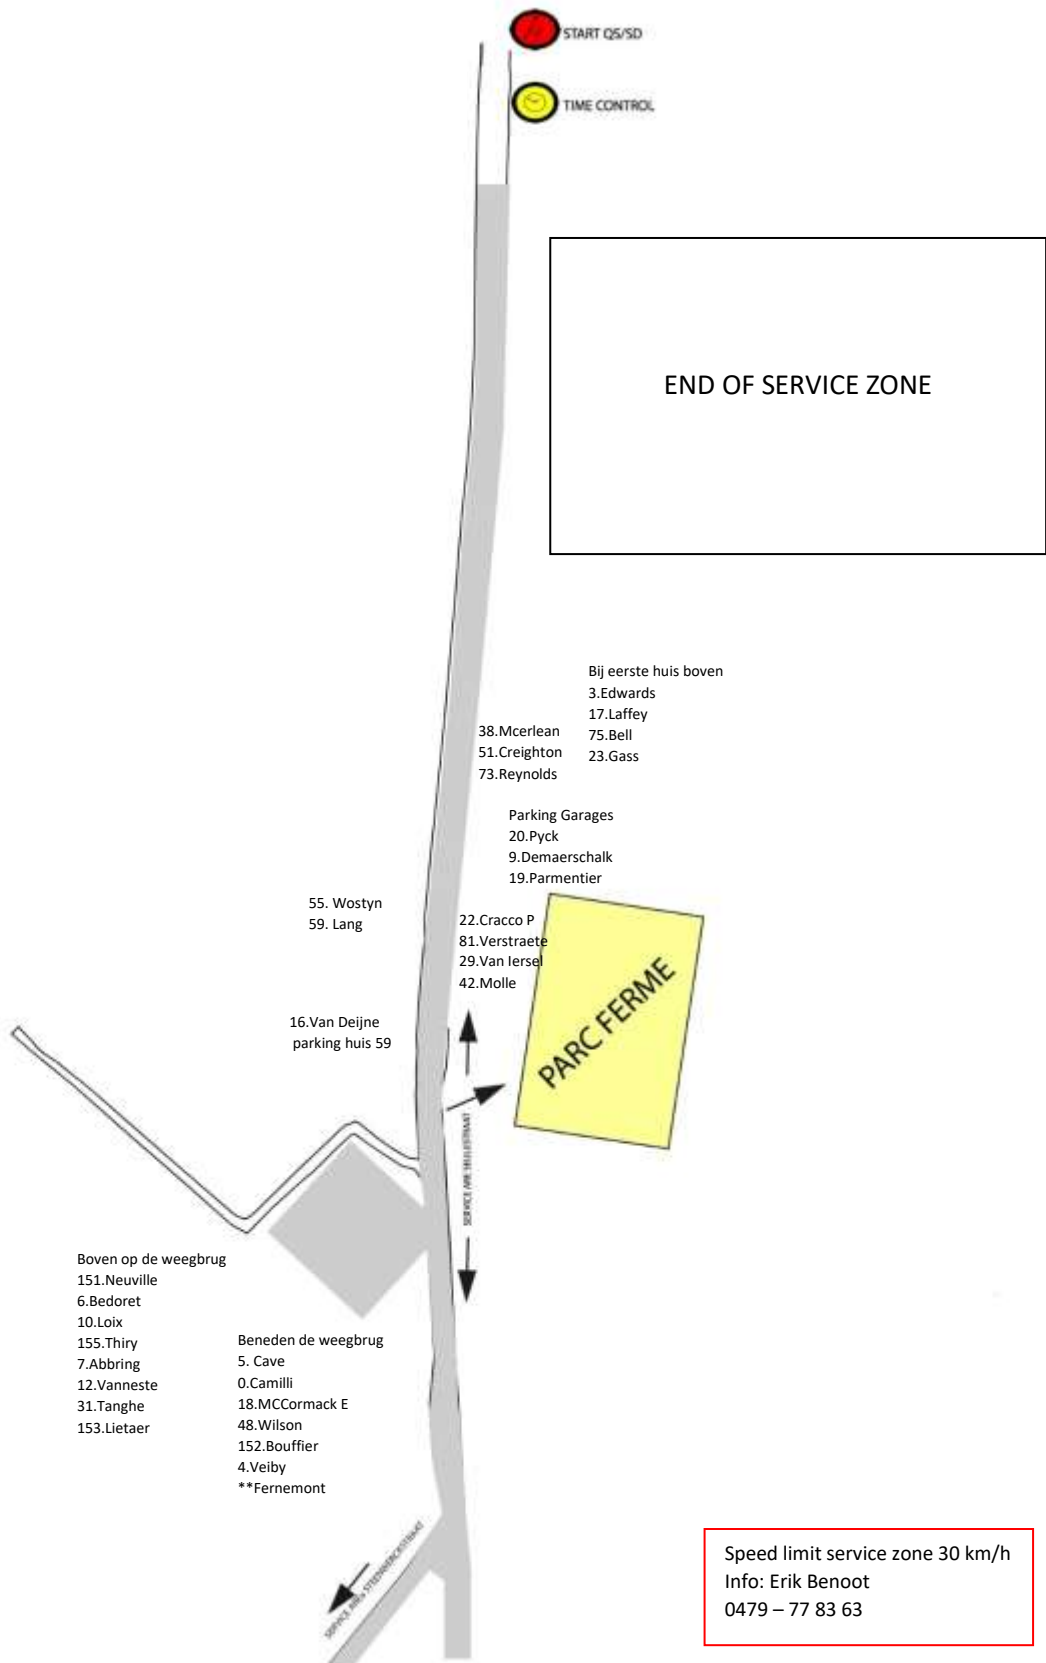 START QS/SD
TIME CONTROL
END OF SERVICE ZONE
Bij eerste huis boven
3.Edwards
17.Laffey
75.Bell
23.Gass
38.Mcerlean
51.Creighton
73.Reynolds
Parking Garages
20.Pyck
9.Demaerschalk
19.Parmentier
55. Wostyn
59. Lang
22.Cracco P
81.Verstraete
29.Van Iersel
42.Molle
PARC FERME
16.Van Deijne
parking huis 59
SERVICE
Boven op de weegbrug
151.Neuville
6.Bedoret
10.Loix
155.Thiry
7.Abbring
12.Vanneste
31.Tanghe
153.Lietaer
Beneden de weegbrug
5. Cave
0.Camilli
18.MCCormack E
48.Wilson
152.Bouffier
4.Veiby
**Fernemont
SERVICE AREA STEENWERCKSTRAAT
Speed limit service zone 30 km/h
Info: Erik Benoot
0479 – 77 83 63